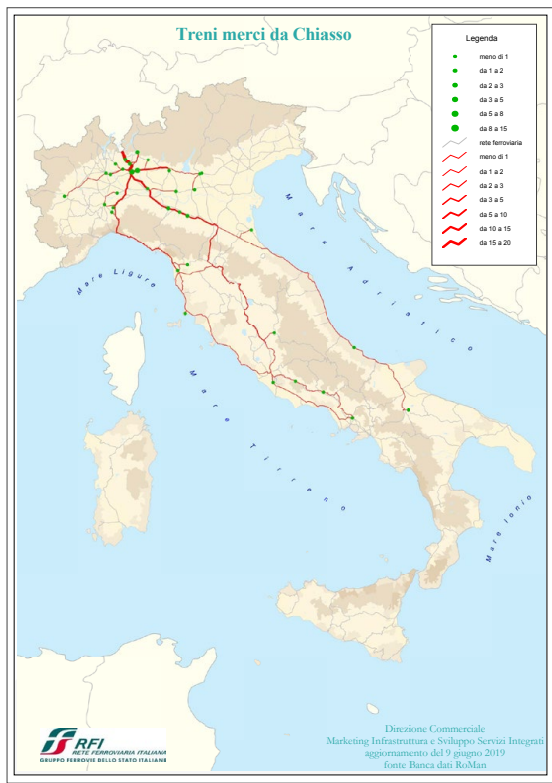 Treni merci da Chiasso
Legenda
meno di 1
da 1 a 2
da 2 a 3
da 3 a 5
da 5 a 8
da 8 a 15
rete ferroviaria
meno di 1
da 1 a 2
da 2 a 3
da 3 a 5
da 5 a 10
da 10 a 15
da 15 a 20
Mare Adriatico
Mare Ligure
Mare Tirreno
Mare Ionio
RFI
RETE FERROVIARIA ITALIANA
GRUPPO FERROVIE DELLO STATO ITALIANE
Direzione Commerciale
Marketing Infrastruttura e Sviluppo Servizi Integrati
aggiornamento del 9 giugno 2019
fonte Banca dati RoMan